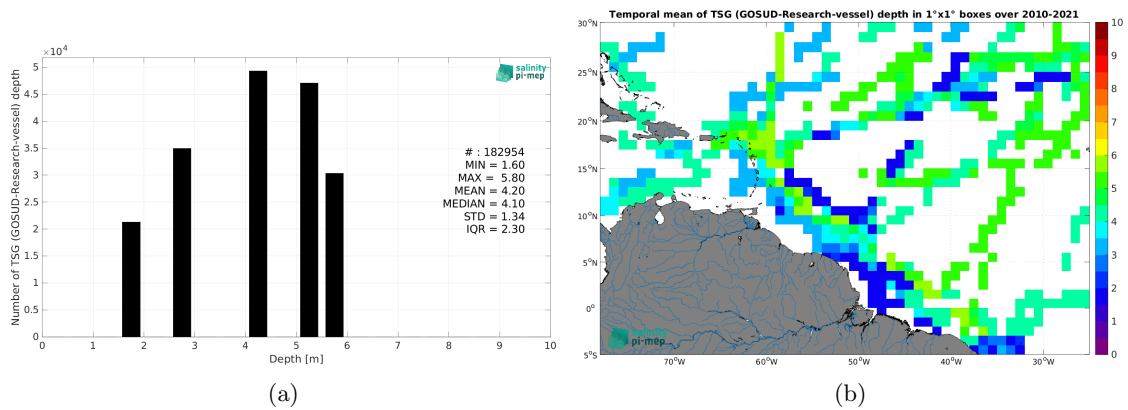 ×10⁴
5
4.5
4
3.5
3
2.5
2
1.5
1
0.5
0
Number of TSG (GOSUD-Research-vessel) depth
salinity
pi-mep
# : 182954
MIN = 1.60
MAX = 5.80
MEAN = 4.20
MEDIAN = 4.10
STD = 1.34
IQR = 2.30
0 1 2 3 4 5 6 7 8 9 10
Depth [m]
(a)
Temporal mean of TSG (GOSUD-Research-vessel) depth in 1°x1° boxes over 2010-2021
30°N
25°N
20°N
15°N
10°N
5°N
0°
5°S
salinity
pi-mep
70°W 60°W 50°W 40°W 30°W
10
9
8
7
6
5
4
3
2
1
0
(b)